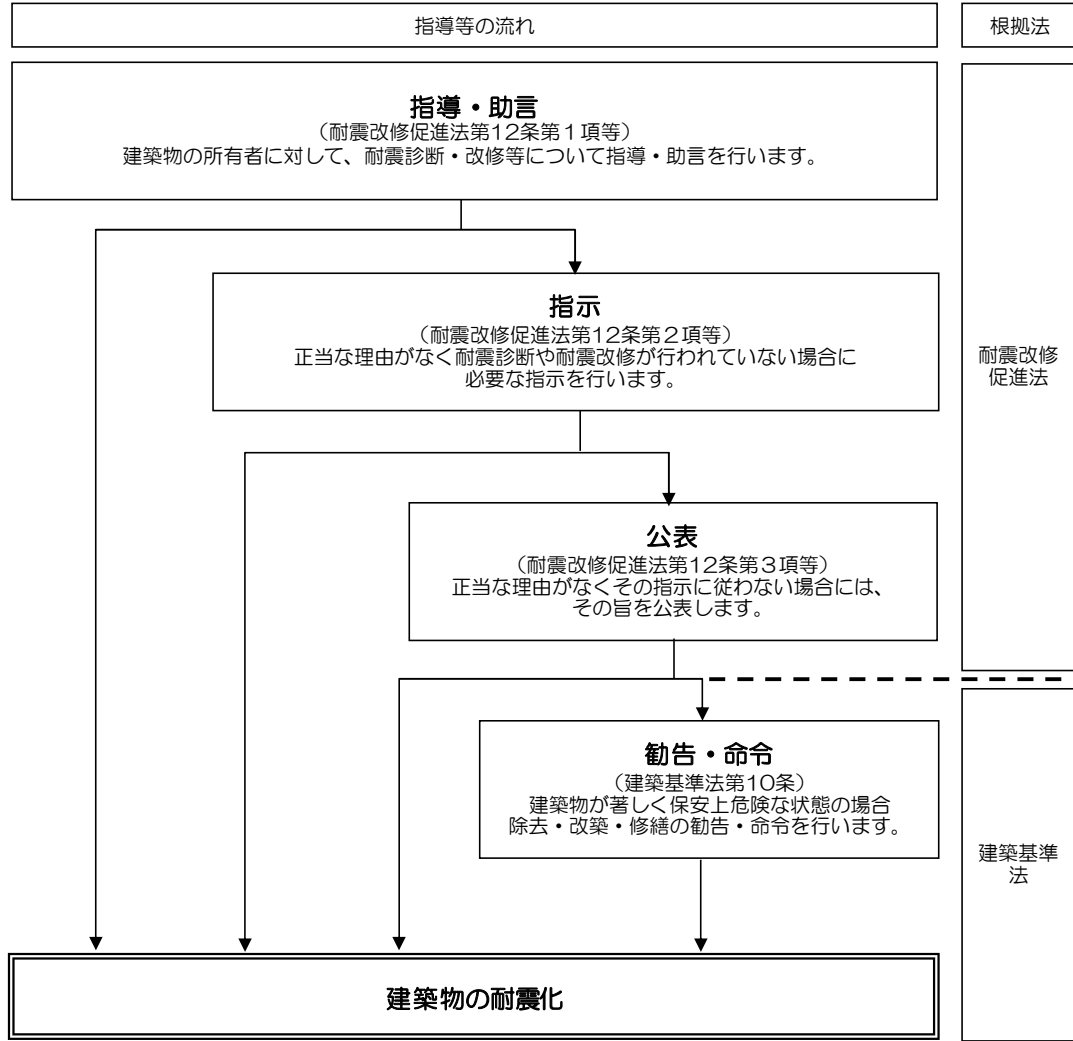 指導等の流れ
根拠法
指導・助言
（耐震改修促進法第12条第1項等）
建築物の所有者に対して、耐震診断・改修等について指導・助言を行います。
指示
（耐震改修促進法第12条第2項等）
正当な理由がなく耐震診断や耐震改修が行われていない場合に
必要な指示を行います。
耐震改修
促進法
公表
（耐震改修促進法第12条第3項等）
正当な理由がなくその指示に従わない場合には、
その旨を公表します。
勧告・命令
（建築基準法第10条）
建築物が著しく保安上危険な状態の場合
除去・改築・修繕の勧告・命令を行います。
建築基準
法
建築物の耐震化